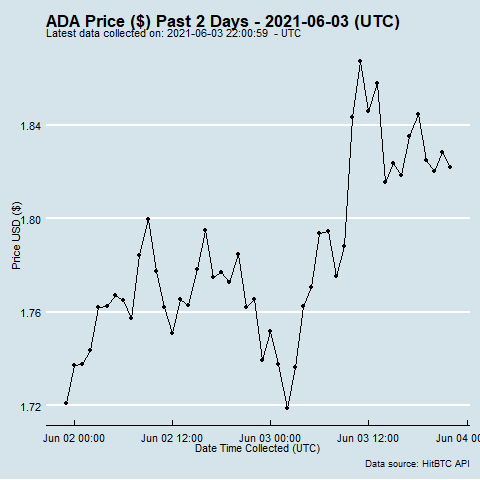 ADA Price ($) Past 2 Days - 2021-06-03 (UTC)
Latest data collected on: 2021-06-03 22:00:59 - UTC
1.84
1.80
1.76
1.72
Price USD ($)
Jun 02 00:00 Jun 02 12:00 Jun 03 00:00 Jun 03 12:00 Jun 04 00
Date Time Collected (UTC)
Data source: HitBTC API